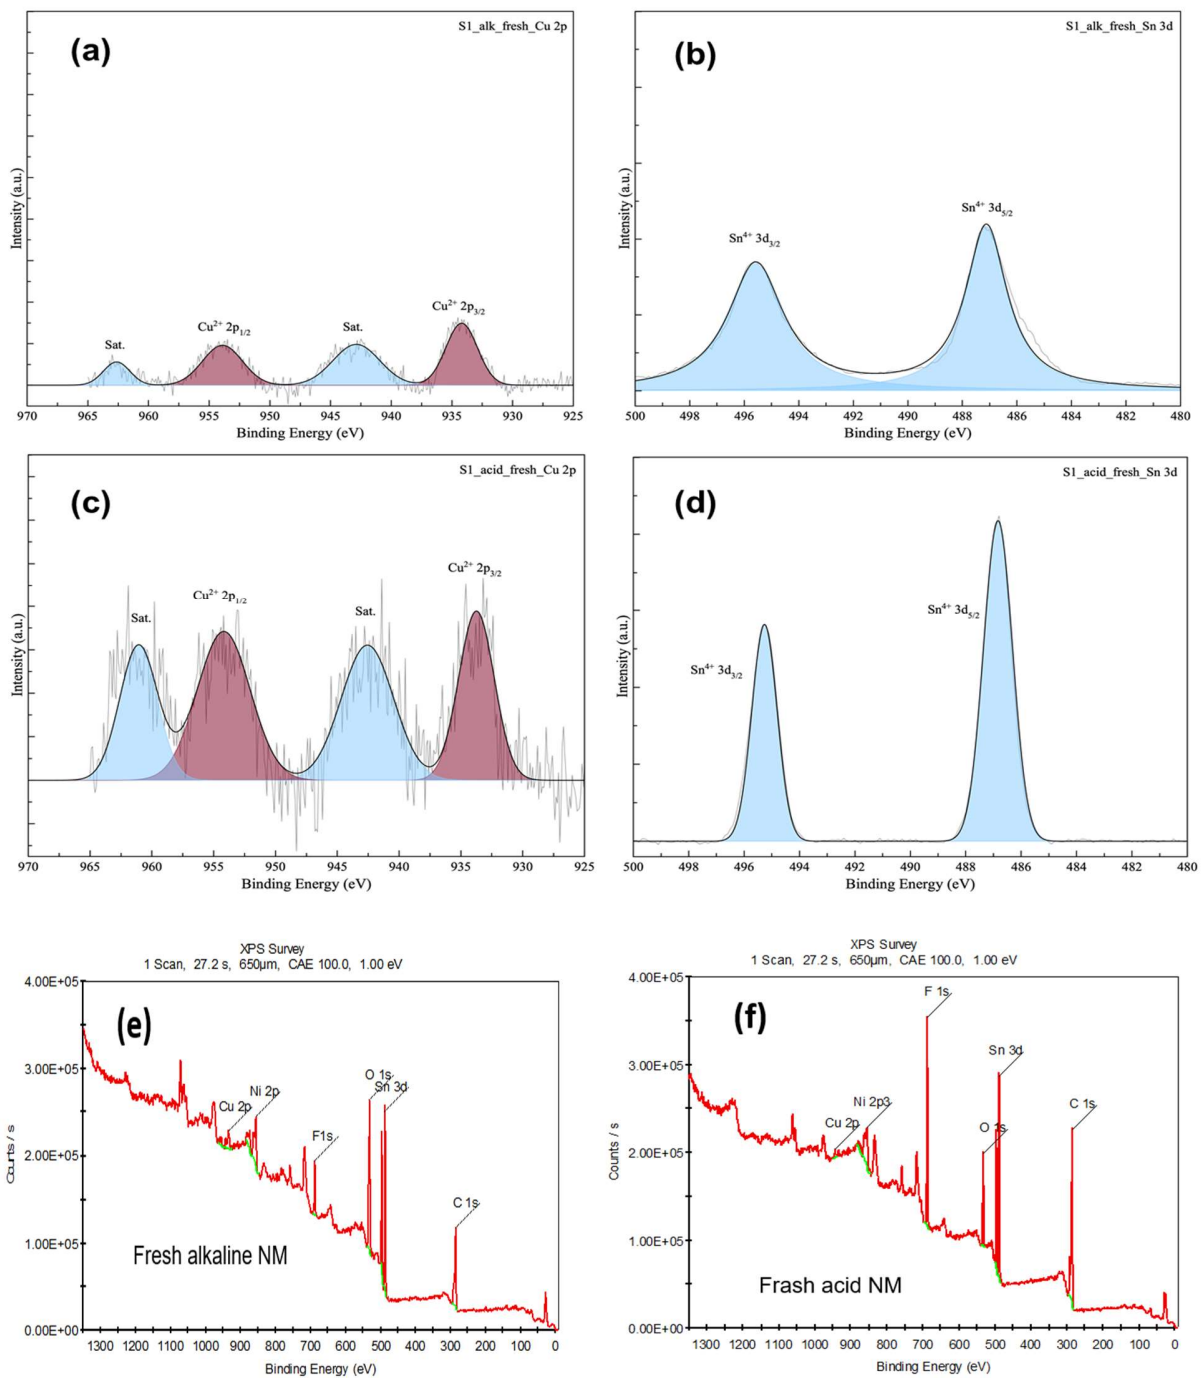 (a)
S1_alk_fresh_Cu 2p
Intensity (a.u.)
Sat.
Cu²⁺ 2p₁/₂
Sat.
Cu²⁺ 2p₃/₂
970 965 960 955 950 945 940 935 930 925
Binding Energy (eV)
(b)
S1_alk_fresh_Sn 3d
Intensity (a.u.)
Sn⁴⁺ 3d₃/₂
Sn⁴⁺ 3d₅/₂
500 498 496 494 492 490 488 486 484 482 480
Binding Energy (eV)
(c)
S1_acid_fresh_Cu 2p
Intensity (a.u.)
Sat.
Cu²⁺ 2p₁/₂
Sat.
Cu²⁺ 2p₃/₂
970 965 960 955 950 945 940 935 930 925
Binding Energy (eV)
(d)
S1_acid_fresh_Sn 3d
Intensity (a.u.)
Sn⁴⁺ 3d₃/₂
Sn⁴⁺ 3d₅/₂
500 498 496 494 492 490 488 486 484 482 480
Binding Energy (eV)
XPS Survey
1 Scan, 27.2 s, 650µm, CAE 100.0, 1.00 eV
(e)
4.00E+05
3.00E+05
2.00E+05
1.00E+05
0.00E+00
Counts / s
Cu 2p
Ni 2p
F1s
O 1s
Sn 3d
C 1s
Fresh alkaline NM
1300 1200 1100 1000 900 800 700 600 500 400 300 200 100 0
Binding Energy (eV)
XPS Survey
1 Scan, 27.2 s, 650µm, CAE 100.0, 1.00 eV
(f)
4.00E+05
3.00E+05
2.00E+05
1.00E+05
0.00E+00
Counts / s
Cu 2p
Ni 2p3
F 1s
O 1s
Sn 3d
C 1s
Frash acid NM
1300 1200 1100 1000 900 800 700 600 500 400 300 200 100 0
Binding Energy (eV)